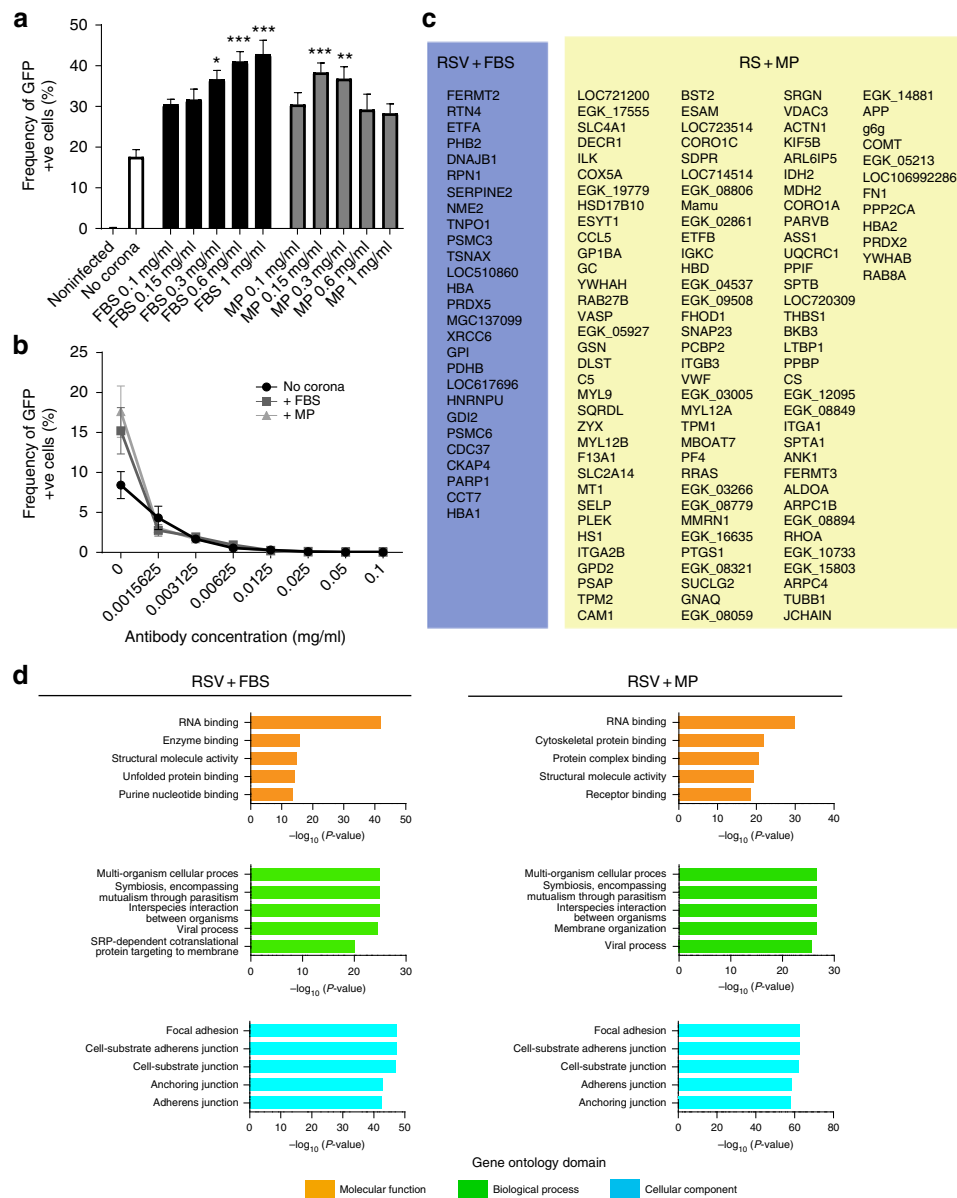 a
Frequency of GFP
+ve cells (%)
50
40
30
20
10
0
*
***
***
***
**
Noninfected
No corona
FBS 0.1 mg/ml
FBS 0.15 mg/ml
FBS 0.3 mg/ml
FBS 0.6 mg/ml
FBS 1 mg/ml
MP 0.1 mg/ml
MP 0.15 mg/ml
MP 0.3 mg/ml
MP 0.6 mg/ml
MP 1 mg/ml
b
Frequency of GFP
+ve cells (%)
25
20
15
10
5
0
No corona
+ FBS
+ MP
0
0.0015625
0.003125
0.00625
0.0125
0.025
0.05
0.1
Antibody concentration (mg/ml)
c
RSV + FBS
FERMT2
RTN4
ETFA
PHB2
DNAJB1
RPN1
SERPINE2
NME2
TNPO1
PSMC3
TSNAX
LOC510860
HBA
PRDX5
MGC137099
XRCC6
GPI
PDHB
LOC617696
HNRNPU
GDI2
PSMC6
CDC37
CKAP4
PARP1
CCT7
HBA1
RS + MP
LOC721200
EGK_17555
SLC4A1
DECR1
ILK
COX5A
EGK_19779
HSD17B10
ESYT1
CCL5
GP1BA
GC
YWHAH
RAB27B
VASP
EGK_05927
GSN
DLST
C5
MYL9
SQRDL
ZYX
MYL12B
F13A1
SLC2A14
MT1
SELP
PLEK
HS1
ITGA2B
GPD2
PSAP
TPM2
CAM1
BST2
ESAM
LOC723514
CORO1C
SDPR
LOC714514
EGK_08806
Mamu
EGK_02861
ETFB
IGKC
HBD
EGK_04537
EGK_09508
FHOD1
SNAP23
PCBP2
ITGB3
VWF
EGK_03005
MYL12A
TPM1
MBOAT7
PF4
RRAS
EGK_03266
EGK_08779
MMRN1
EGK_16635
PTGS1
EGK_08321
SUCLG2
GNAQ
EGK_08059
SRGN
VDAC3
ACTN1
KIF5B
ARL6IP5
IDH2
MDH2
CORO1A
PARVB
ASS1
UQCRC1
PPIF
SPTB
LOC720309
THBS1
BKB3
LTBP1
PPBP
CS
EGK_12095
EGK_08849
ITGA1
SPTA1
ANK1
FERMT3
ALDOA
ARPC1B
EGK_08894
RHOA
EGK_10733
EGK_15803
ARPC4
TUBB1
JCHAIN
EGK_14881
APP
g6g
COMT
EGK_05213
LOC106992286
FN1
PPP2CA
HBA2
PRDX2
YWHAB
RAB8A
d
RSV + FBS
RNA binding
Enzyme binding
Structural molecule activity
Unfolded protein binding
Purine nucleotide binding
0 10 20 30 40 50
−log10 (P-value)
Multi-organism cellular proces
Symbiosis, encompassing
mutualism through parasitism
Interspecies interaction
between organisms
Viral process
SRP-dependent cotranslational
protein targeting to membrane
0 10 20 30
−log10 (P-value)
Focal adhesion
Cell-substrate adherens junction
Cell-substrate junction
Anchoring junction
Adherens junction
0 10 20 30 40 50
−log10 (P-value)
RSV + MP
RNA binding
Cytoskeletal protein binding
Protein complex binding
Structural molecule activity
Receptor binding
0 10 20 30 40
−log10 (P-value)
Multi-organism cellular proces
Symbiosis, encompassing
mutualism through parasitism
Interspecies interaction
between organisms
Membrane organization
Viral process
0 10 20 30
−log10 (P-value)
Focal adhesion
Cell-substrate adherens junction
Cell-substrate junction
Adherens junction
Anchoring junction
0 20 40 60 80
−log10 (P-value)
Gene ontology domain
Molecular function
Biological process
Cellular component